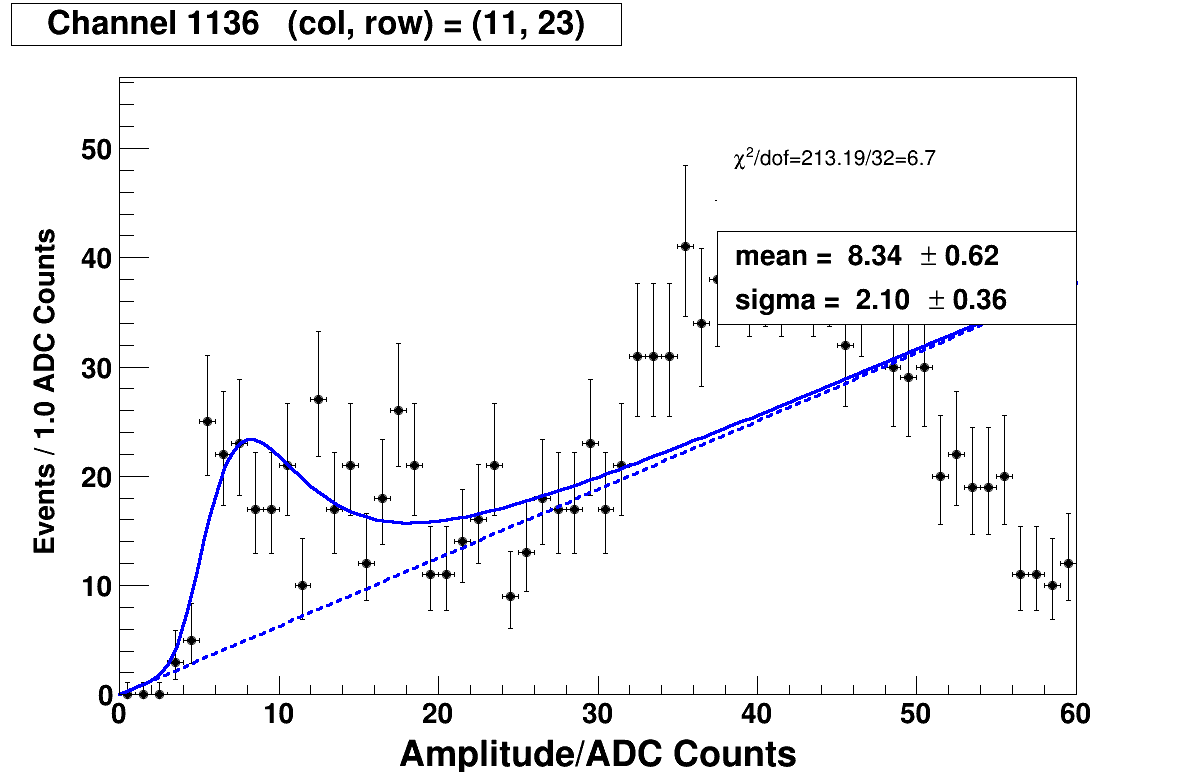 Channel 1136 (col, row) = (11, 23)
χ²/dof=213.19/32=6.7
mean = 8.34 ± 0.62
sigma = 2.10 ± 0.36
Events / 1.0 ADC Counts
50
40
30
20
10
0
0 10 20 30 40 50 60
Amplitude/ADC Counts